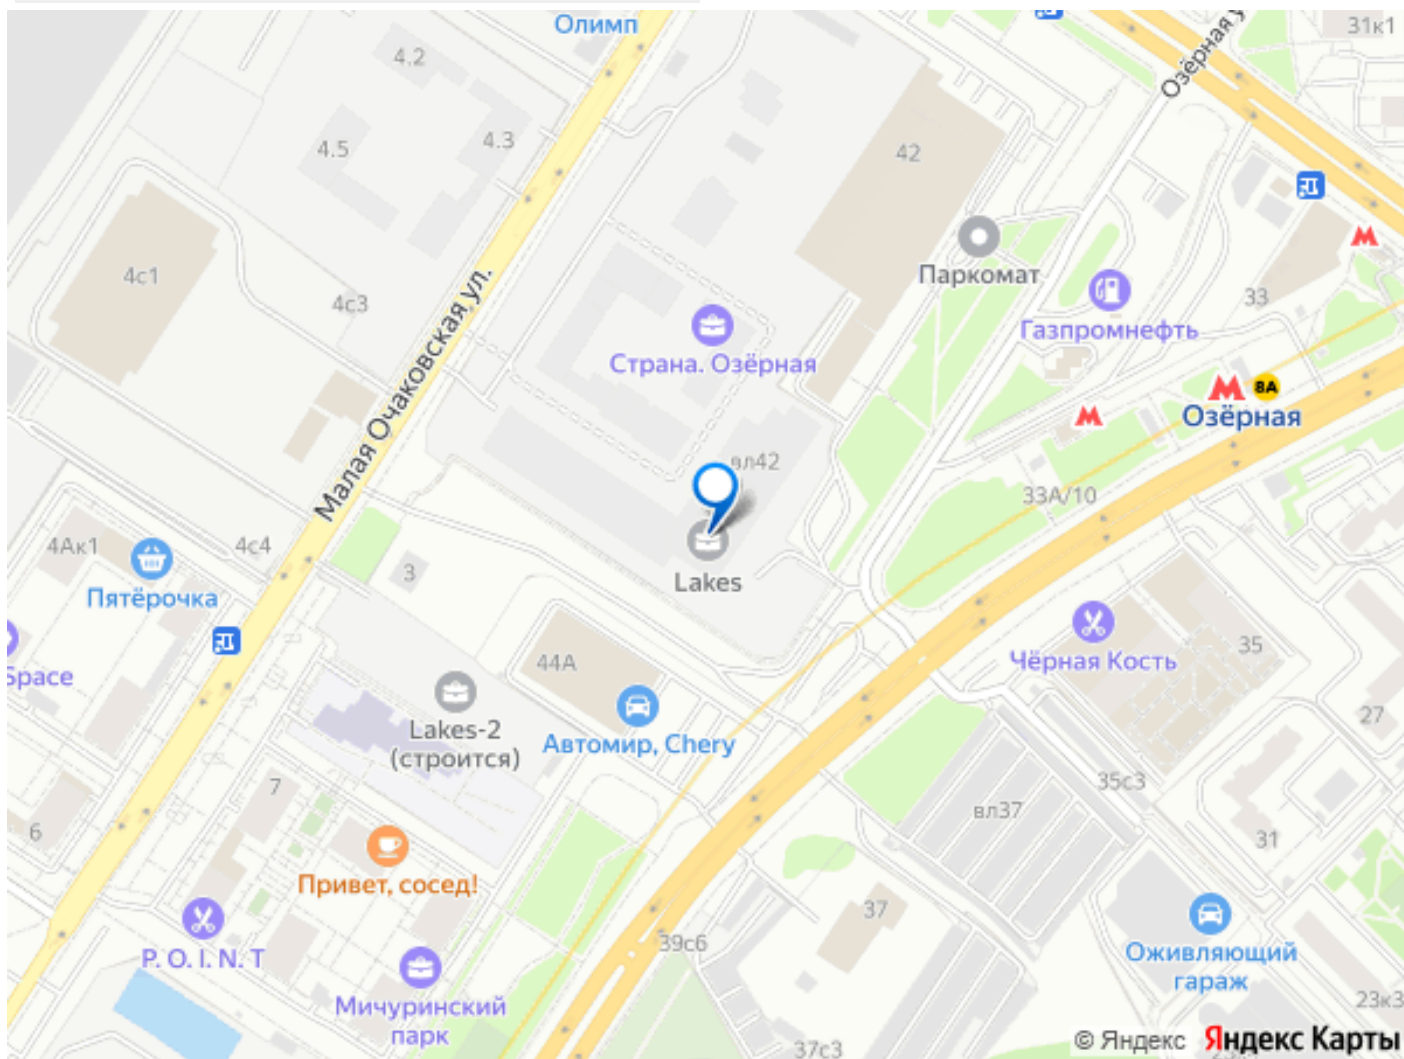 Олимп
31к1
4.2
Озёрная у
4.3
4.5
42
4с1
4с3
Паркомат
33
Газпромнефть
Малая Очаковская ул.
Страна. Озёрная
8А
Озёрная
вл42
33А/10
4Ак1
4с4
3
Пятёрочка
Lakes
Space
44А
Чёрная Кость
35
Lakes-2
(строится)
Автомир, Chery
27
35с3
7
вл37
6
31
Привет, сосед!
37
39с6
P. O. I. N. T
Оживляющий
гараж
Мичуринский
парк
23к3
37с3
© Яндекс Яндекс Карты